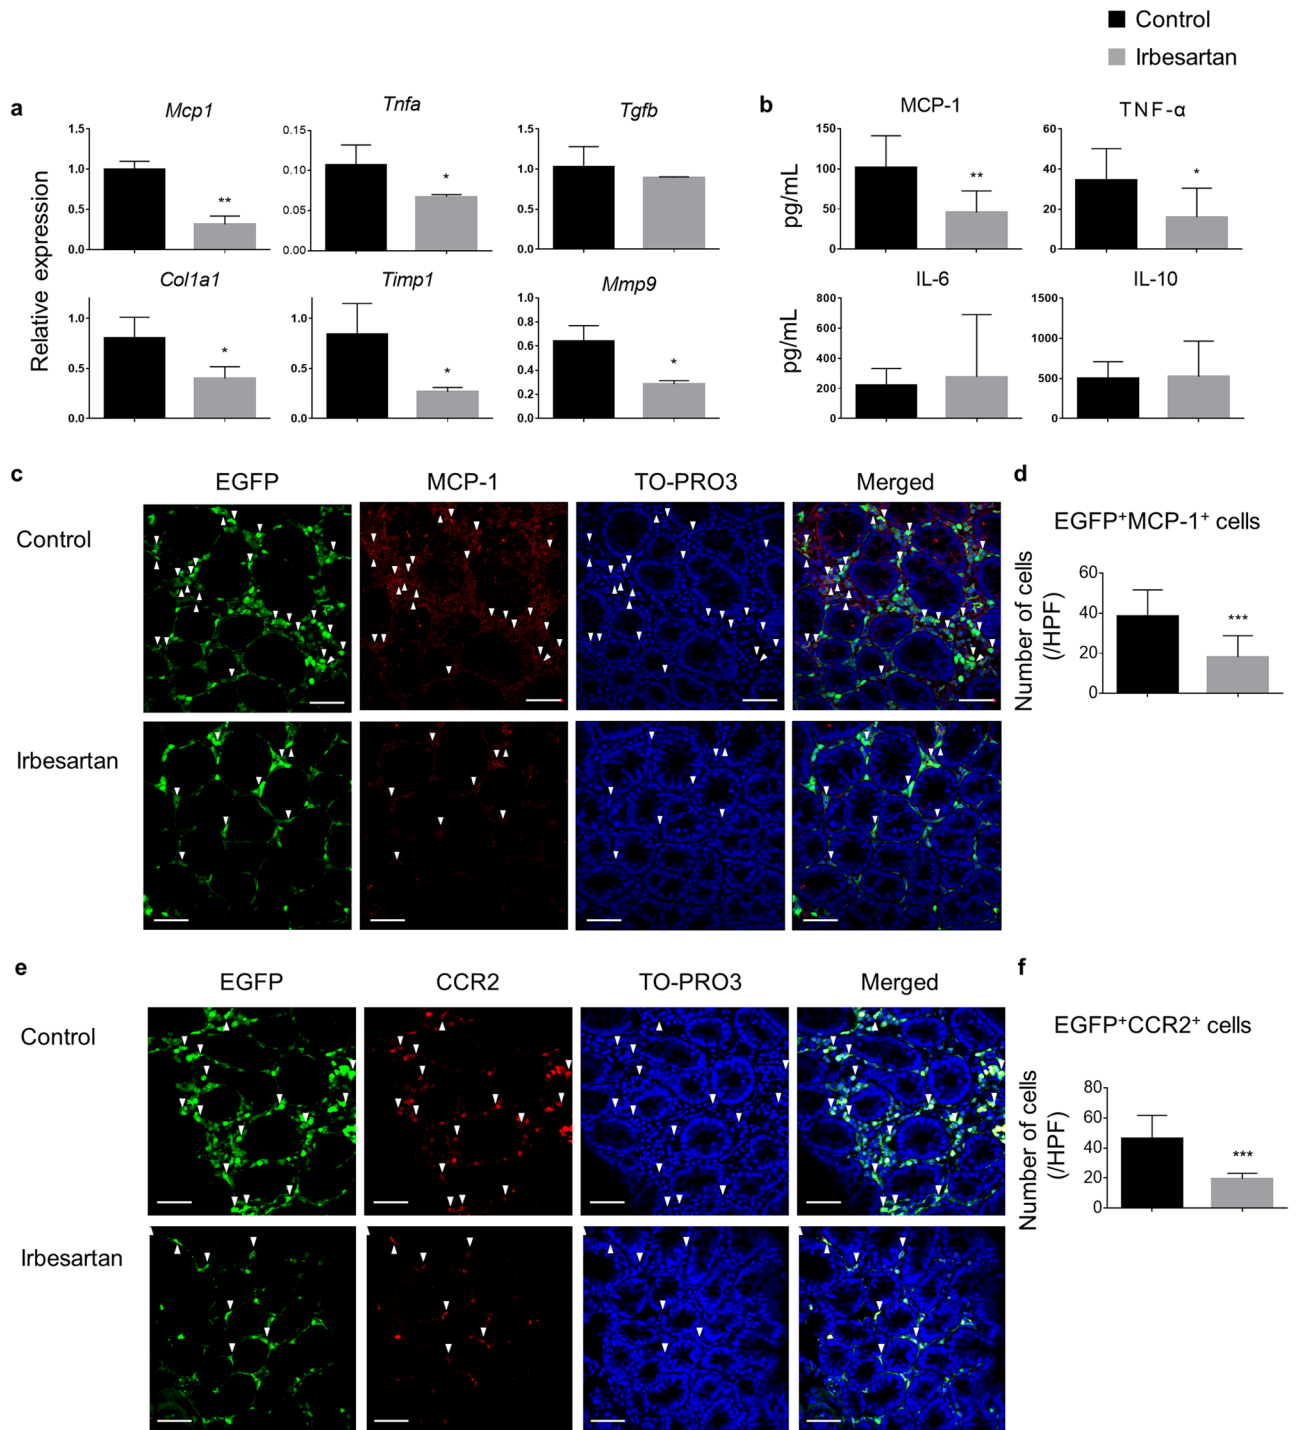 Control
Irbesartan
a
Mcp1
Tnfa
Tgfb
Relative expression
1.5
1.0
0.5
0.0
**
0.15
0.10
0.05
0.00
*
1.5
1.0
0.5
0.0
Col1a1
Timp1
Mmp9
1.0
0.5
0.0
*
1.0
0.5
0.0
*
1.0
0.8
0.6
0.4
0.2
0.0
*
b
MCP-1
TNF-α
pg/mL
150
100
50
0
**
60
40
20
0
*
IL-6
IL-10
pg/mL
800
600
400
200
0
1500
1000
500
0
c
EGFP
MCP-1
TO-PRO3
Merged
Control
Irbesartan
d
EGFP⁺MCP-1⁺ cells
Number of cells
(/HPF)
60
40
20
0
***
e
EGFP
CCR2
TO-PRO3
Merged
Control
Irbesartan
f
EGFP⁺CCR2⁺ cells
Number of cells
(/HPF)
80
60
40
20
0
***